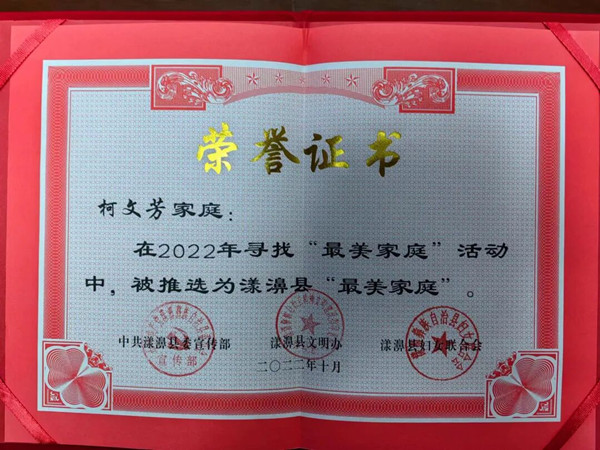 荣誉证书
柯文芳家庭：
在2022年寻找“最美家庭”活动
中，被推选为漾濞县“最美家庭”。
中共漾濞县委宣传部 漾濞县文明办 漾濞县妇女联合会
宣传部
二〇二二年十月